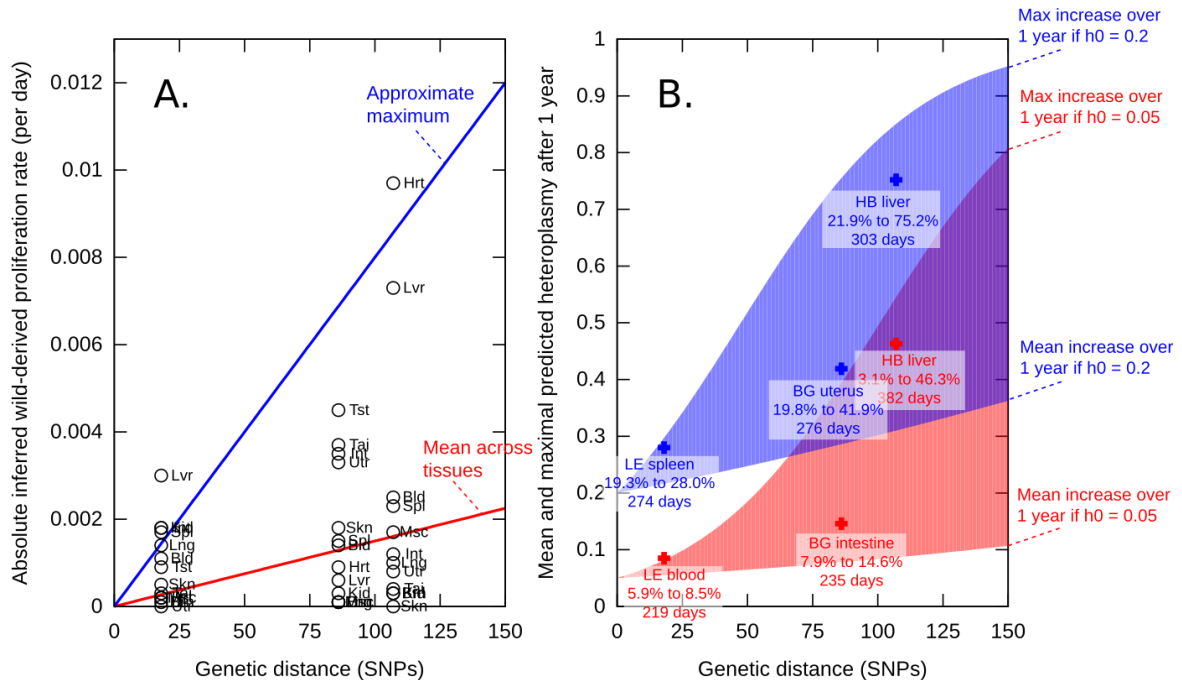 A.
Absolute inferred wild-derived proliferation rate (per day)
0.012
0.01
0.008
0.006
0.004
0.002
0
0
25
50
75
100
125
150
Genetic distance (SNPs)
Approximate
maximum
Mean across
tissues
Lvr
Spl
Lng
Bld
Tst
Skn
Utr
Tst
Tai
Int
Utr
Skn
Spl
Bld
Hrt
Lvr
Kid
Hrt
Lvr
Bld
Spl
Msc
Int
Lng
Utr
Tai
Skn
B.
Mean and maximal predicted heteroplasmy after 1 year
1
0.9
0.8
0.7
0.6
0.5
0.4
0.3
0.2
0.1
0
0
25
50
75
100
125
150
Genetic distance (SNPs)
HB liver
21.9% to 75.2%
303 days
HB liver
3.1% to 46.3%
382 days
BG uterus
19.8% to 41.9%
276 days
LE spleen
19.3% to 28.0%
274 days
BG intestine
7.9% to 14.6%
235 days
LE blood
5.9% to 8.5%
219 days
Max increase over
1 year if h0 = 0.2
Max increase over
1 year if h0 = 0.05
Mean increase over
1 year if h0 = 0.2
Mean increase over
1 year if h0 = 0.05